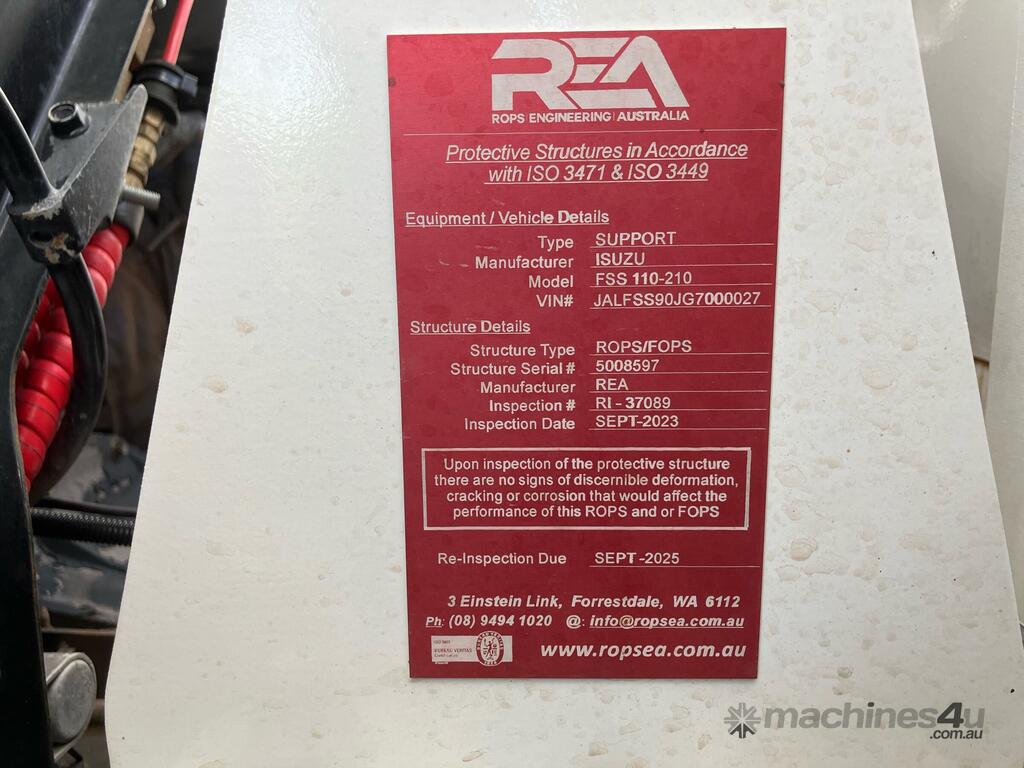 REA
ROPS | ENGINEERING | AUSTRALIA
Protective Structures in Accordance
with ISO 3471 & ISO 3449
Equipment / Vehicle Details
Type SUPPORT
Manufacturer ISUZU
Model FSS 110-210
VIN# JALFSS90JG7000027
Structure Details
Structure Type ROPS/FOPS
Structure Serial # 5008597
Manufacturer REA
Inspection # RI - 37089
Inspection Date SEPT-2023
Upon inspection of the protective structure
there are no signs of discernible deformation,
cracking or corrosion that would affect the
performance of this ROPS and or FOPS
Re-Inspection Due SEPT-2025
3 Einstein Link, Forrestdale, WA 6112
Ph: (08) 9494 1020 @: info@ropsea.com.au
BUREAU VERITAS
Certification
www.ropsea.com.au
machines4u
.com.au